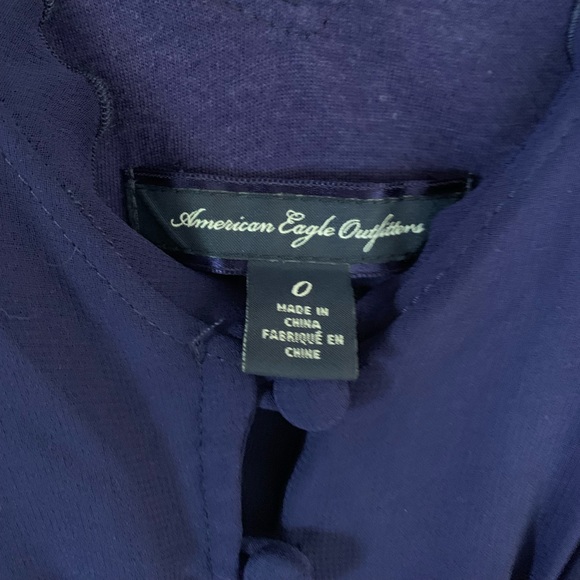 American Eagle Outfitters
0
MADE IN
CHINA
FABRIQUÉ EN
CHINE